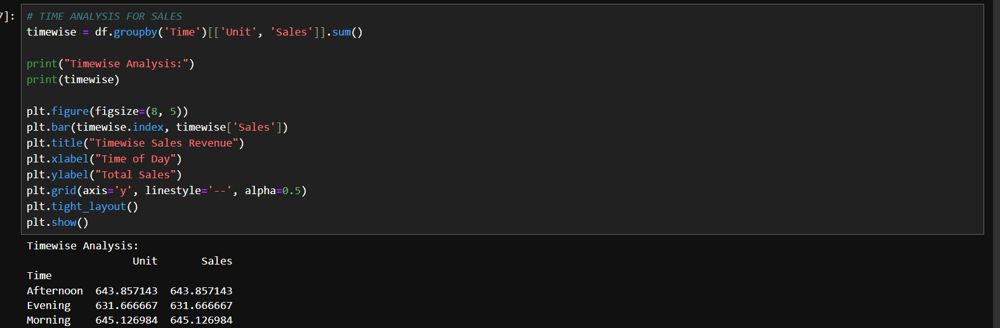 7]:
# TIME ANALYSIS FOR SALES
timewise = df.groupby('Time')[['Unit', 'Sales']].sum()
print("Timewise Analysis:")
print(timewise)
plt.figure(figsize=(8, 5))
plt.bar(timewise.index, timewise['Sales'])
plt.title("Timewise Sales Revenue")
plt.xlabel("Time of Day")
plt.ylabel("Total Sales")
plt.grid(axis='y', linestyle='--', alpha=0.5)
plt.tight_layout()
plt.show()
Timewise Analysis:
Unit Sales
Time
Afternoon 643.857143 643.857143
Evening 631.666667 631.666667
Morning 645.126984 645.126984